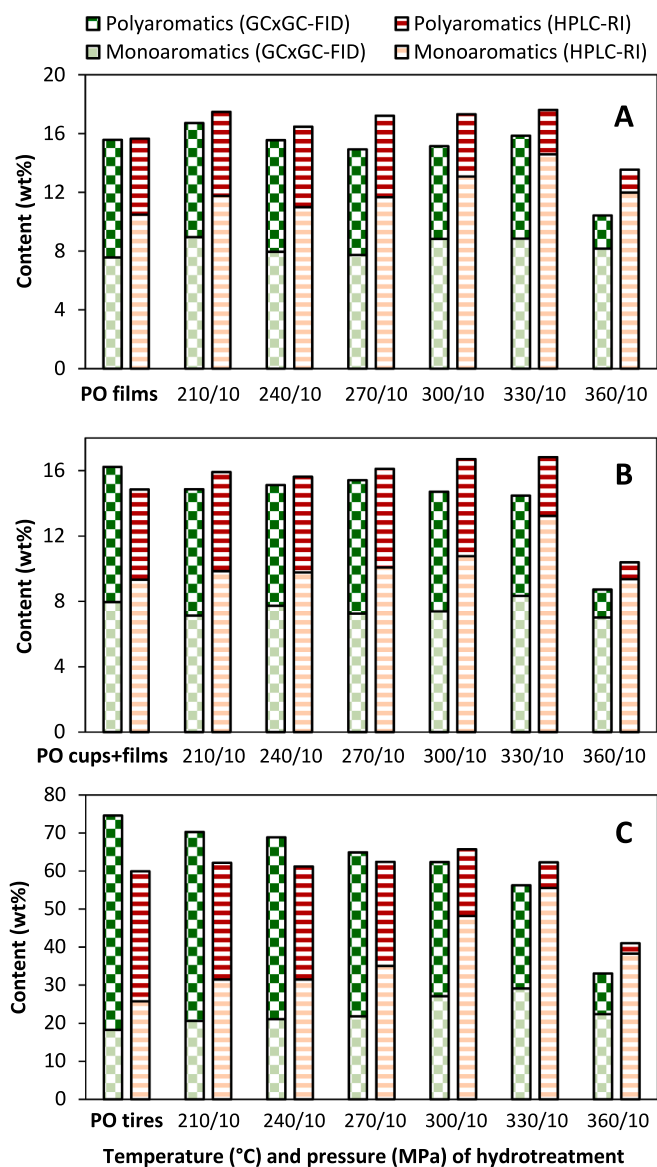 Polyaromatics (GCxGC-FID) Polyaromatics (HPLC-RI)
Monoaromatics (GCxGC-FID) Monoaromatics (HPLC-RI)
20
16
12
8
4
0
Content (wt%)
A
PO films 210/10 240/10 270/10 300/10 330/10 360/10
16
12
8
4
0
Content (wt%)
B
PO cups+films 210/10 240/10 270/10 300/10 330/10 360/10
80
70
60
50
40
30
20
10
0
Content (wt%)
C
PO tires 210/10 240/10 270/10 300/10 330/10 360/10
Temperature (°C) and pressure (MPa) of hydrotreatment